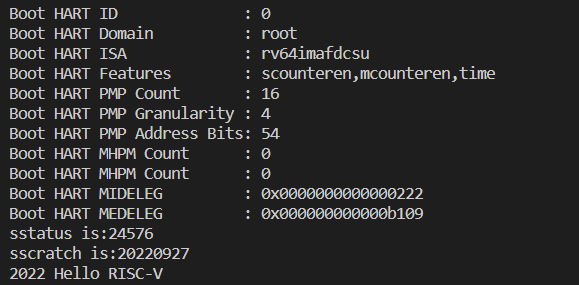 Boot HART ID              : 0
Boot HART Domain          : root
Boot HART ISA             : rv64imafdcsu
Boot HART Features        : scounteren,mcounteren,time
Boot HART PMP Count       : 16
Boot HART PMP Granularity : 4
Boot HART PMP Address Bits: 54
Boot HART MHPM Count      : 0
Boot HART MHPM Count      : 0
Boot HART MIDELEG         : 0x0000000000000222
Boot HART MEDELEG         : 0x000000000000b109
sstatus is:24576
sscratch is:20220927
2022 Hello RISC-V